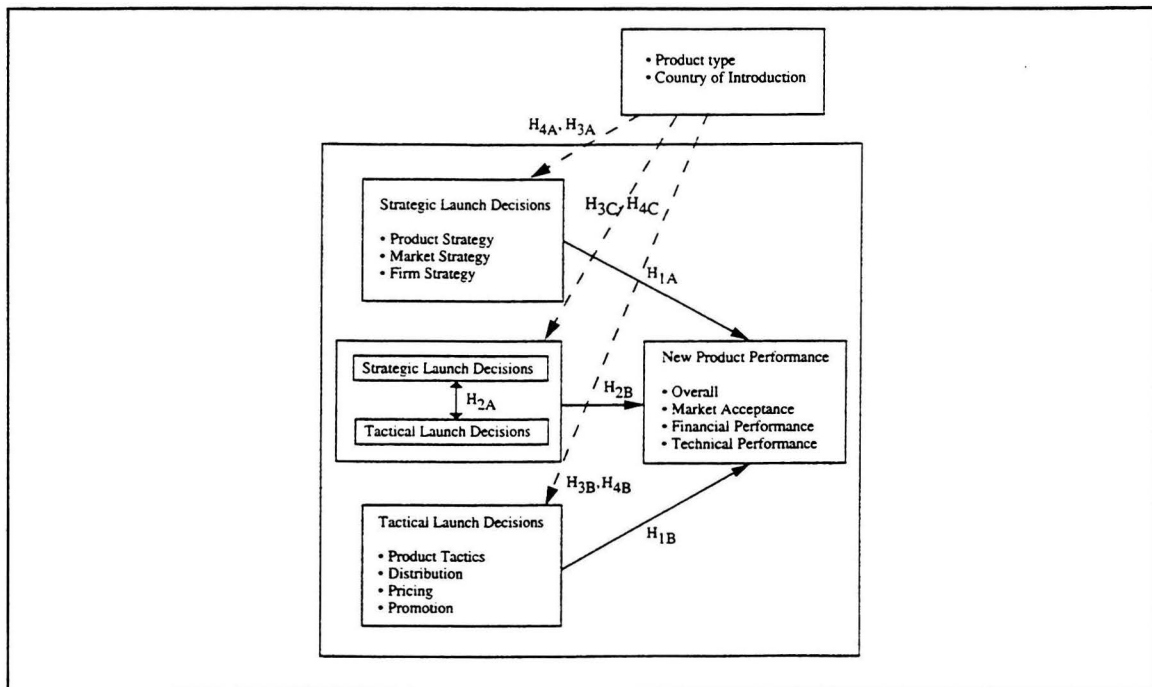 • Product type
• Country of Introduction
H4A, H3A
Strategic Launch Decisions
• Product Strategy
• Market Strategy
• Firm Strategy
H3C, H4C
H1A
Strategic Launch Decisions
H2A
Tactical Launch Decisions
H2B
New Product Performance
• Overall
• Market Acceptance
• Financial Performance
• Technical Performance
H3B, H4B
Tactical Launch Decisions
• Product Tactics
• Distribution
• Pricing
• Promotion
H1B